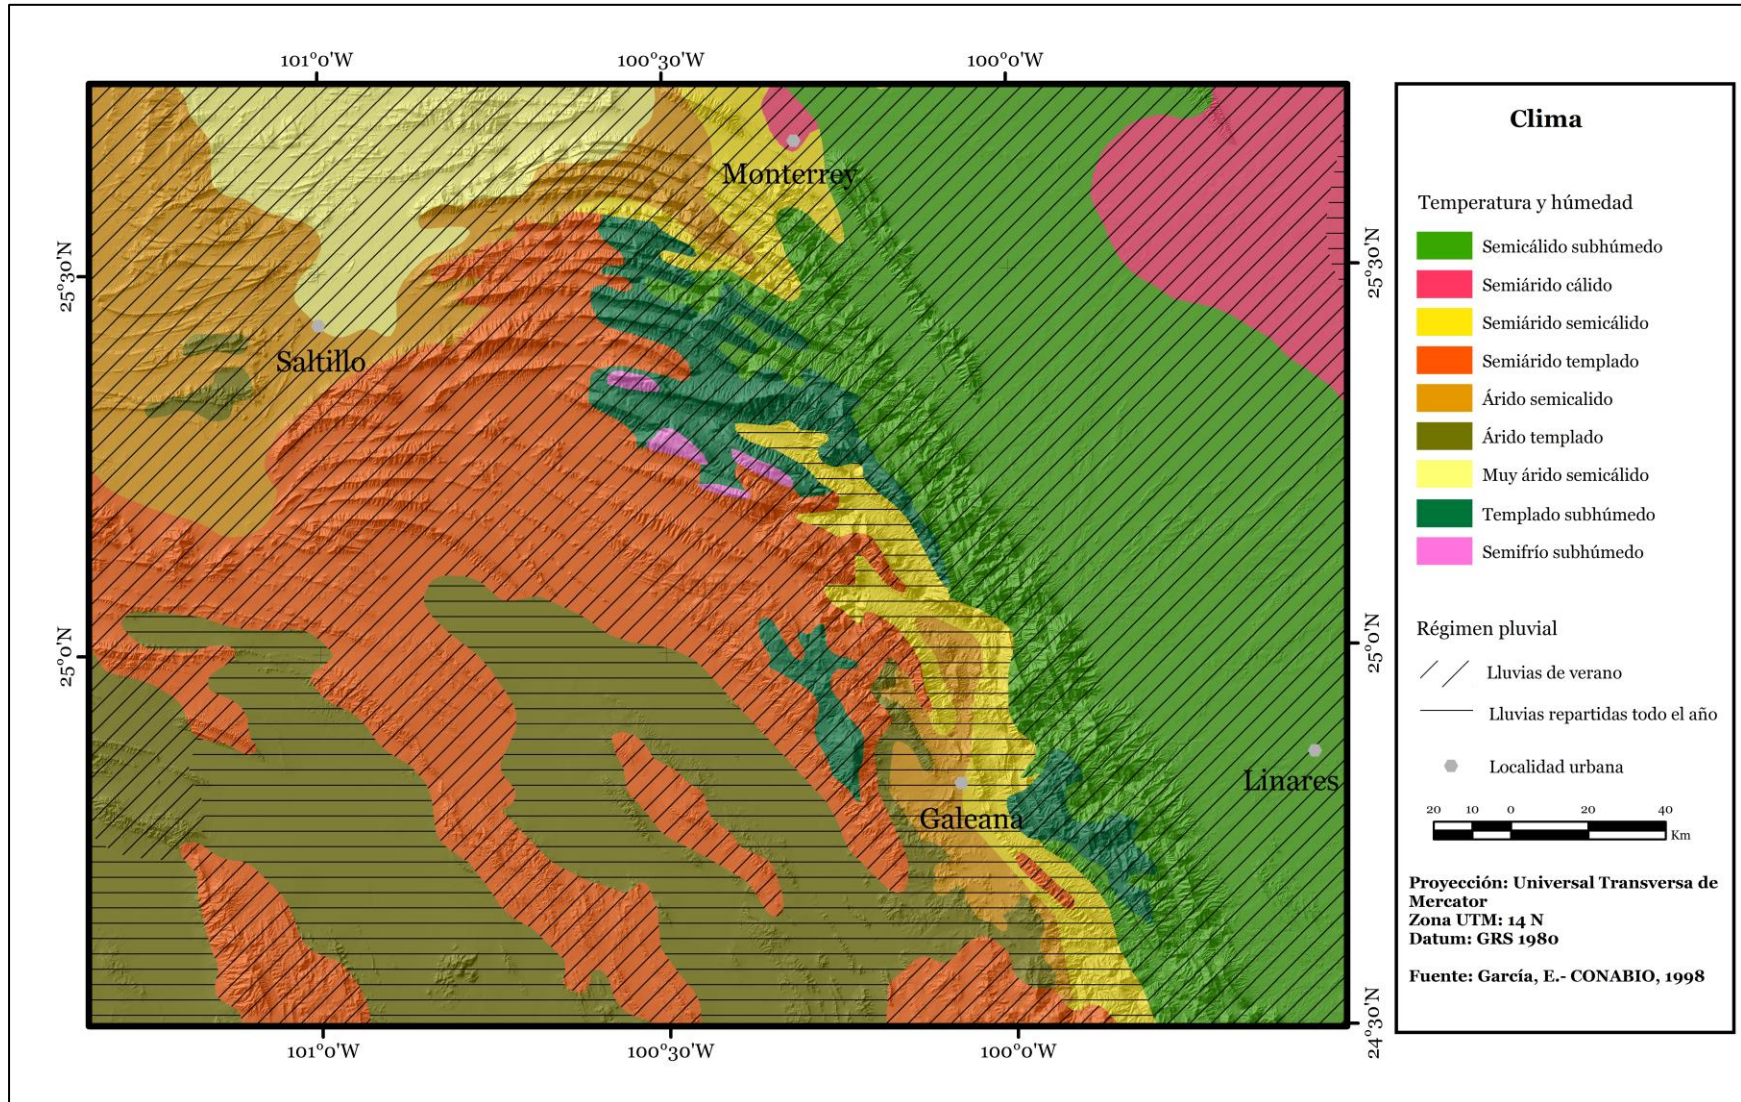 101°0'W
100°30'W
100°0'W
25°30'N
25°0'N
25°30'N
25°0'N
24°30'N
101°0'W
100°30'W
100°0'W
Monterrey
Saltillo
Linares
Galeana
Clima
Temperatura y húmedad
Semicálido subhúmedo
Semiárido cálido
Semiárido semicálido
Semiárido templado
Árido semicalido
Árido templado
Muy árido semicálido
Templado subhúmedo
Semifrío subhúmedo
Régimen pluvial
Lluvias de verano
Lluvias repartidas todo el año
Localidad urbana
20 10 0 20 40
Km
Proyección: Universal Transversa de
Mercator
Zona UTM: 14 N
Datum: GRS 1980
Fuente: García, E.- CONABIO, 1998